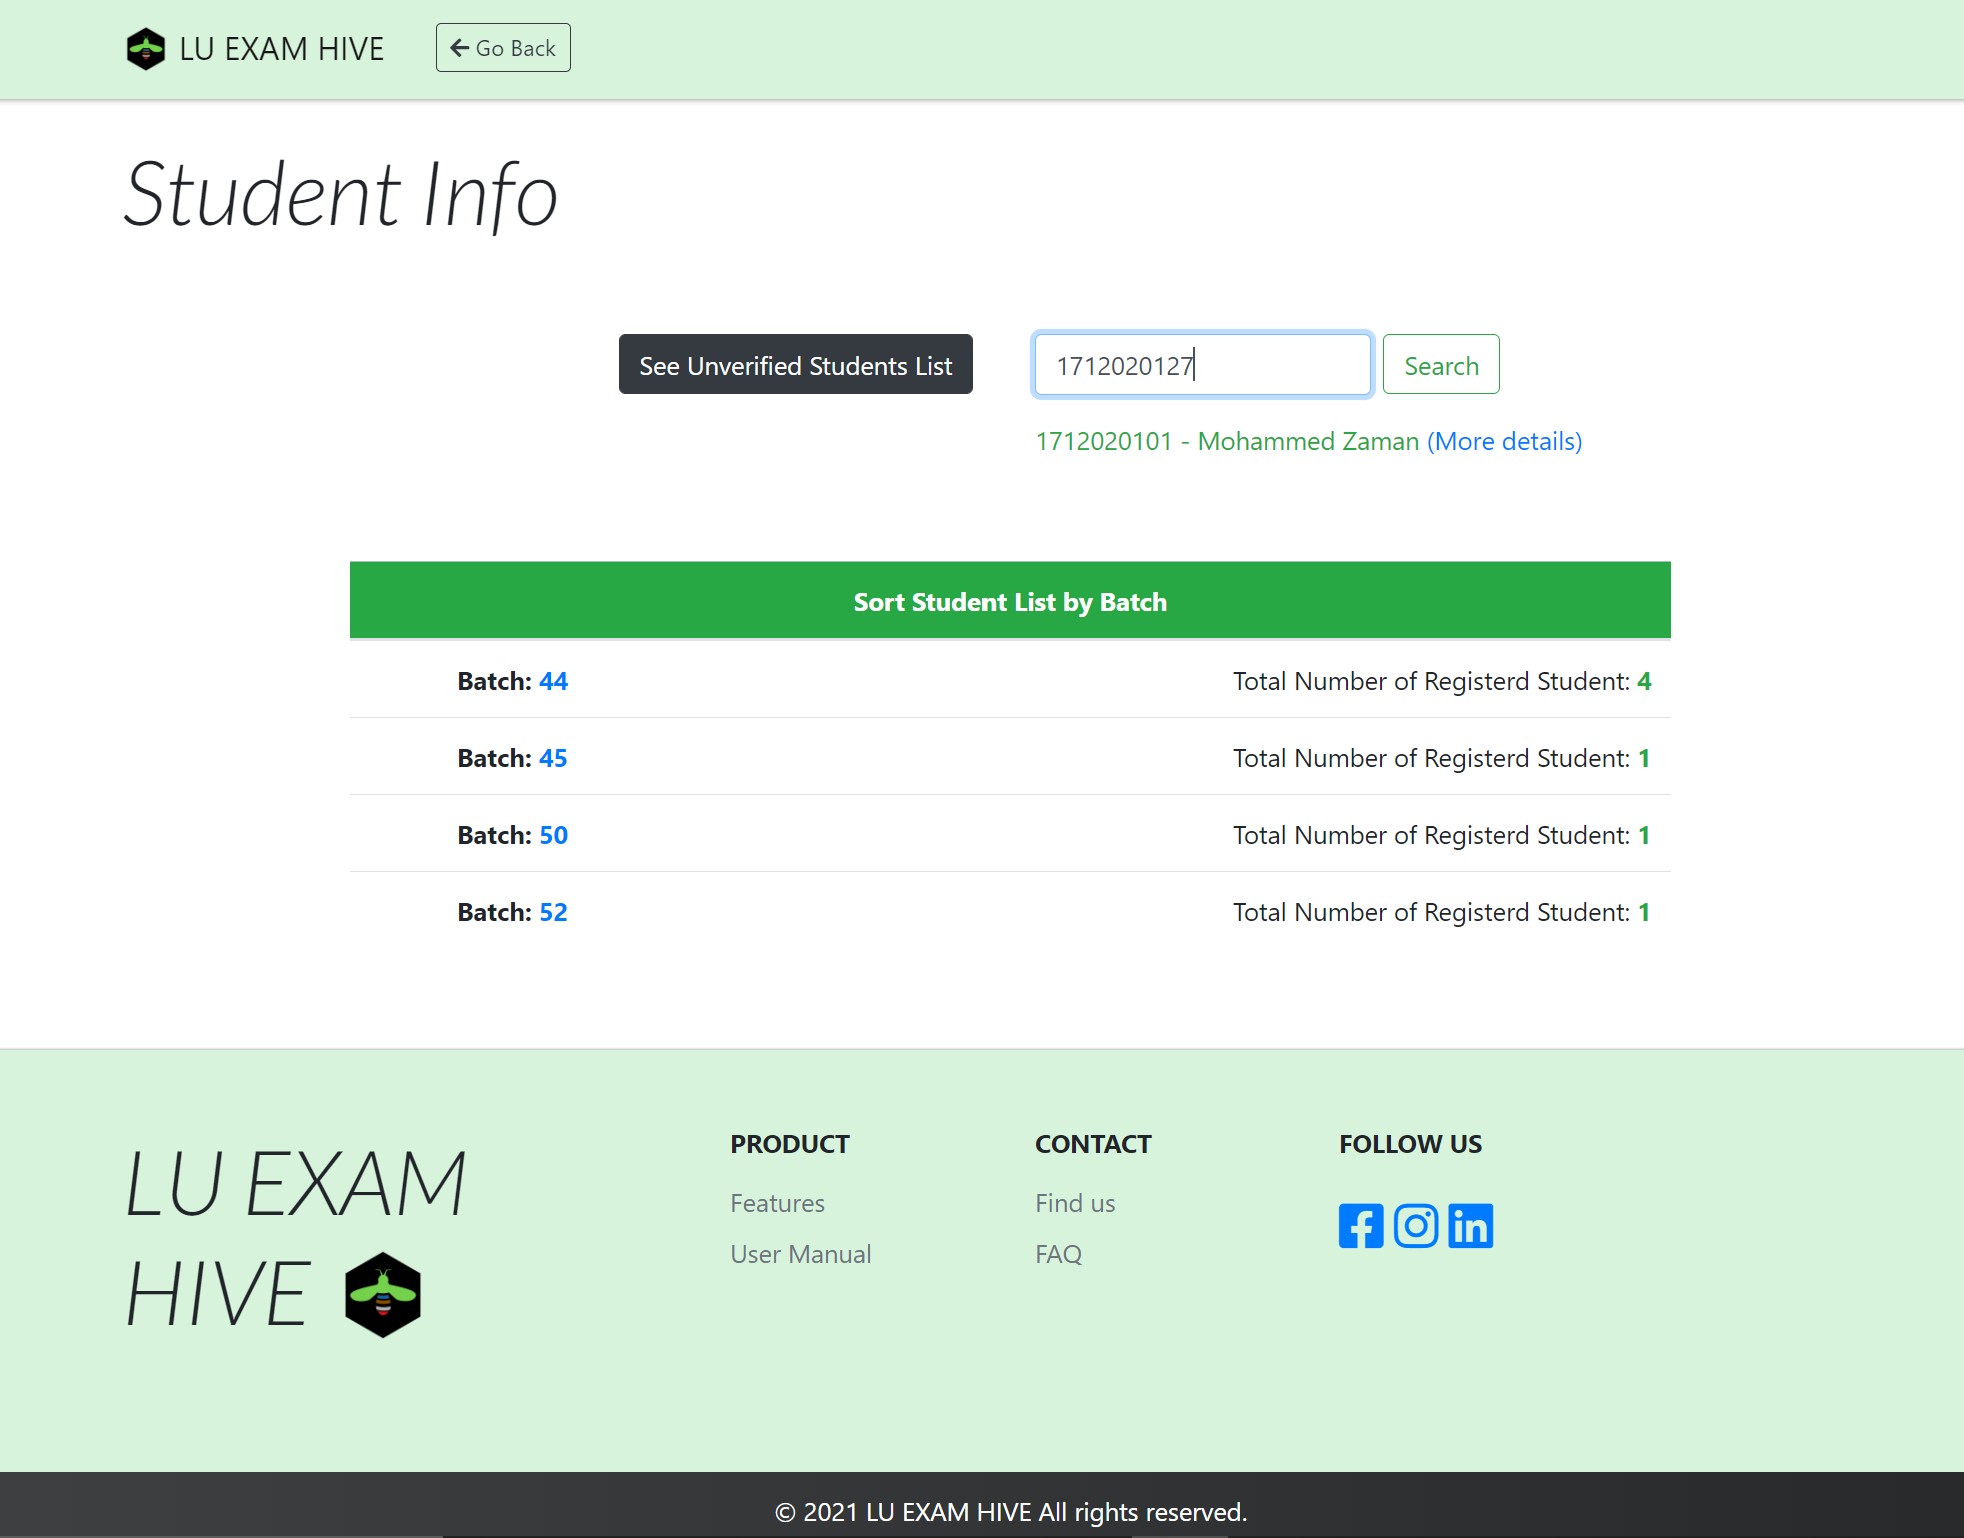 LU EXAM HIVE
Go Back
Student Info
See Unverified Students List
1712020127
Search
1712020101 - Mohammed Zaman (More details)
Sort Student List by Batch
Batch: 44 Total Number of Registerd Student: 4
Batch: 45 Total Number of Registerd Student: 1
Batch: 50 Total Number of Registerd Student: 1
Batch: 52 Total Number of Registerd Student: 1
LU EXAM
HIVE
PRODUCT
Features
User Manual
CONTACT
Find us
FAQ
FOLLOW US
© 2021 LU EXAM HIVE All rights reserved.